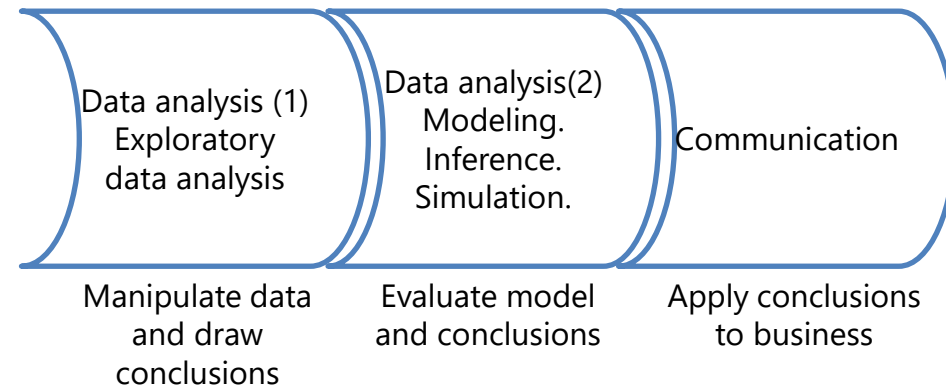 Data analysis (1)
Exploratory
data analysis
Data analysis(2)
Modeling.
Inference.
Simulation.
Communication
Manipulate data
and draw
conclusions
Evaluate model
and conclusions
Apply conclusions
to business